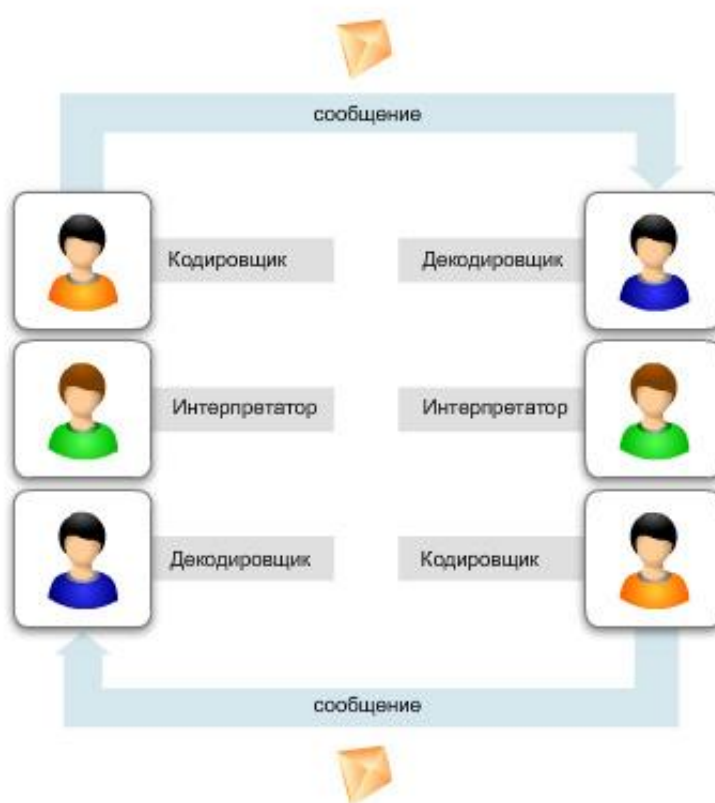 сообщение
Кодировщик
Декодировщик
Интерпретатор
Интерпретатор
Декодировщик
Кодировщик
сообщение